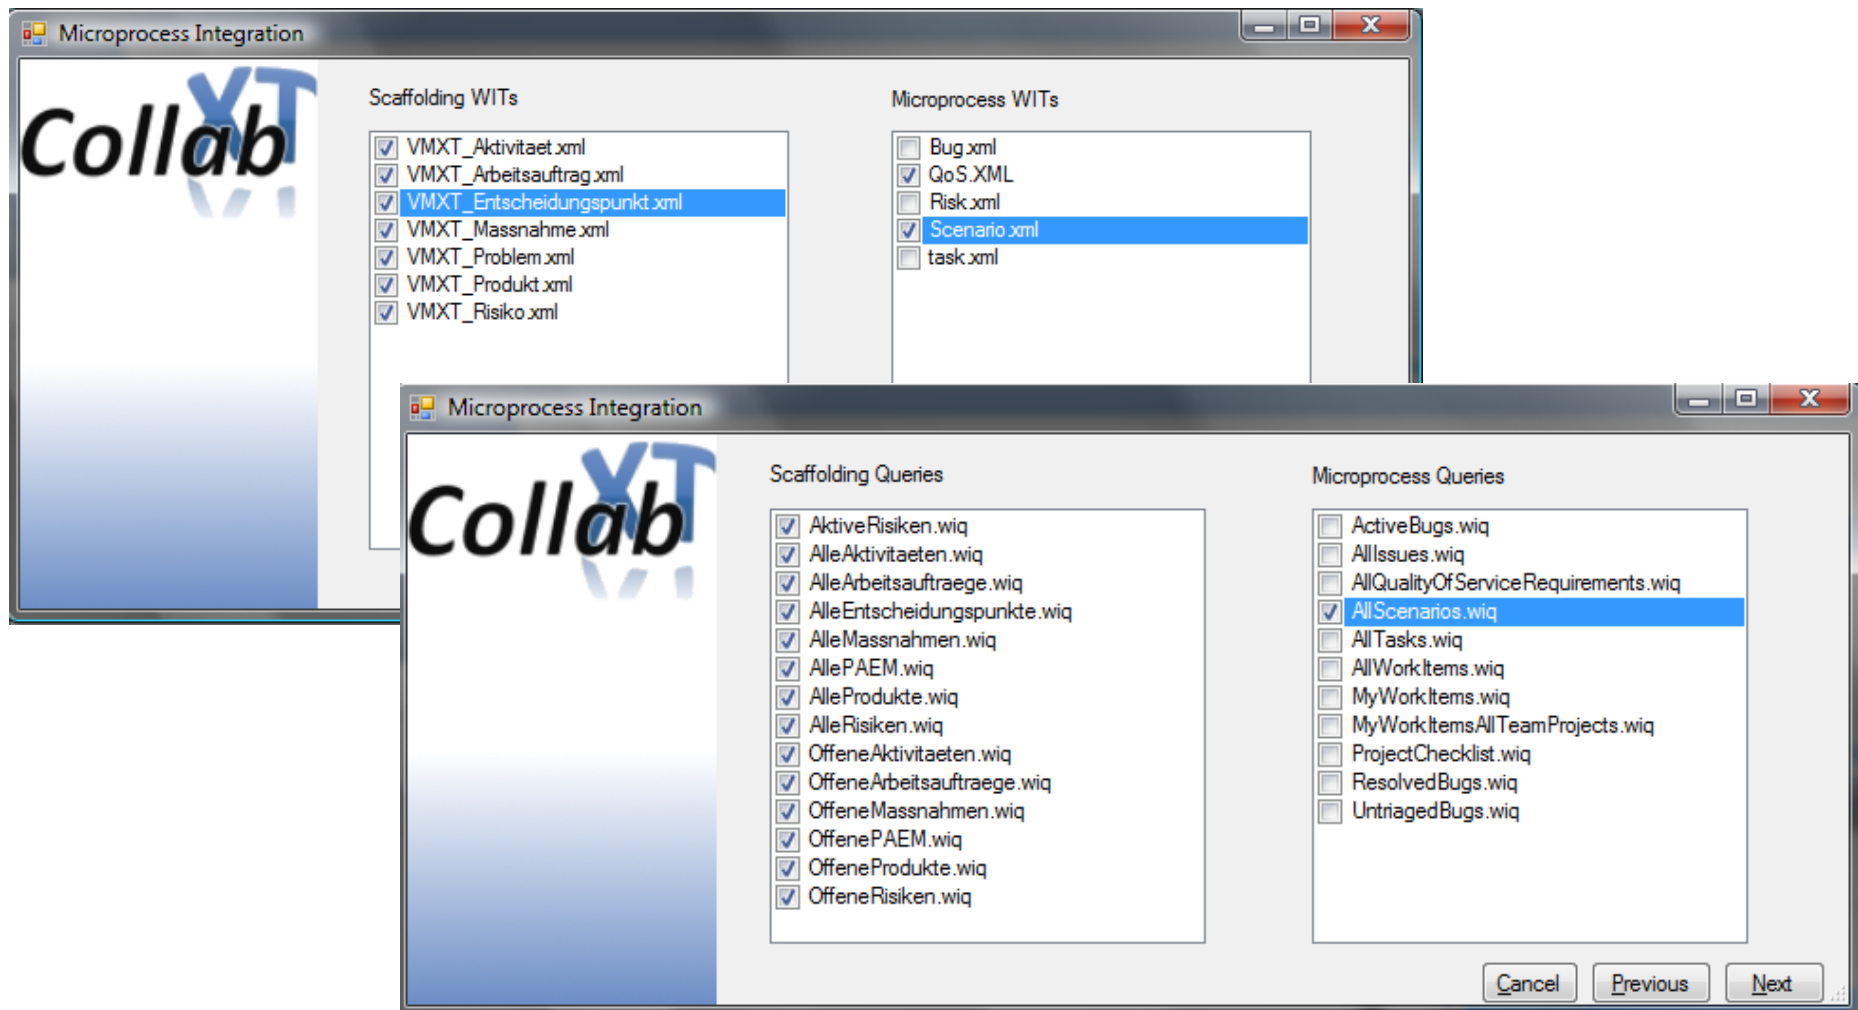 Microprocess Integration
Collab XT
Scaffolding WITs
VMXT_Aktivitaet.xml
VMXT_Arbeitsauftrag.xml
VMXT_Entscheidungspunkt.xml
VMXT_Massnahme.xml
VMXT_Problem.xml
VMXT_Produkt.xml
VMXT_Risiko.xml
Microprocess WITs
Bug.xml
QoS.XML
Risk.xml
Scenario.xml
task.xml
Microprocess Integration
Collab XT
Scaffolding Queries
AktiveRisiken.wiq
AlleAktivitaeten.wiq
AlleArbeitsauftraege.wiq
AlleEntscheidungspunkte.wiq
AlleMassnahmen.wiq
AllePAEM.wiq
AlleProdukte.wiq
AlleRisiken.wiq
OffeneAktivitaeten.wiq
OffeneArbeitsauftraege.wiq
OffeneMassnahmen.wiq
OffenePAEM.wiq
OffeneProdukte.wiq
OffeneRisiken.wiq
Microprocess Queries
ActiveBugs.wiq
AllIssues.wiq
AllQualityOfServiceRequirements.wiq
AllScenarios.wiq
AllTasks.wiq
AllWorkItems.wiq
MyWorkItems.wiq
MyWorkItemsAllTeamProjects.wiq
ProjectChecklist.wiq
ResolvedBugs.wiq
UntriagedBugs.wiq
Cancel
Previous
Next